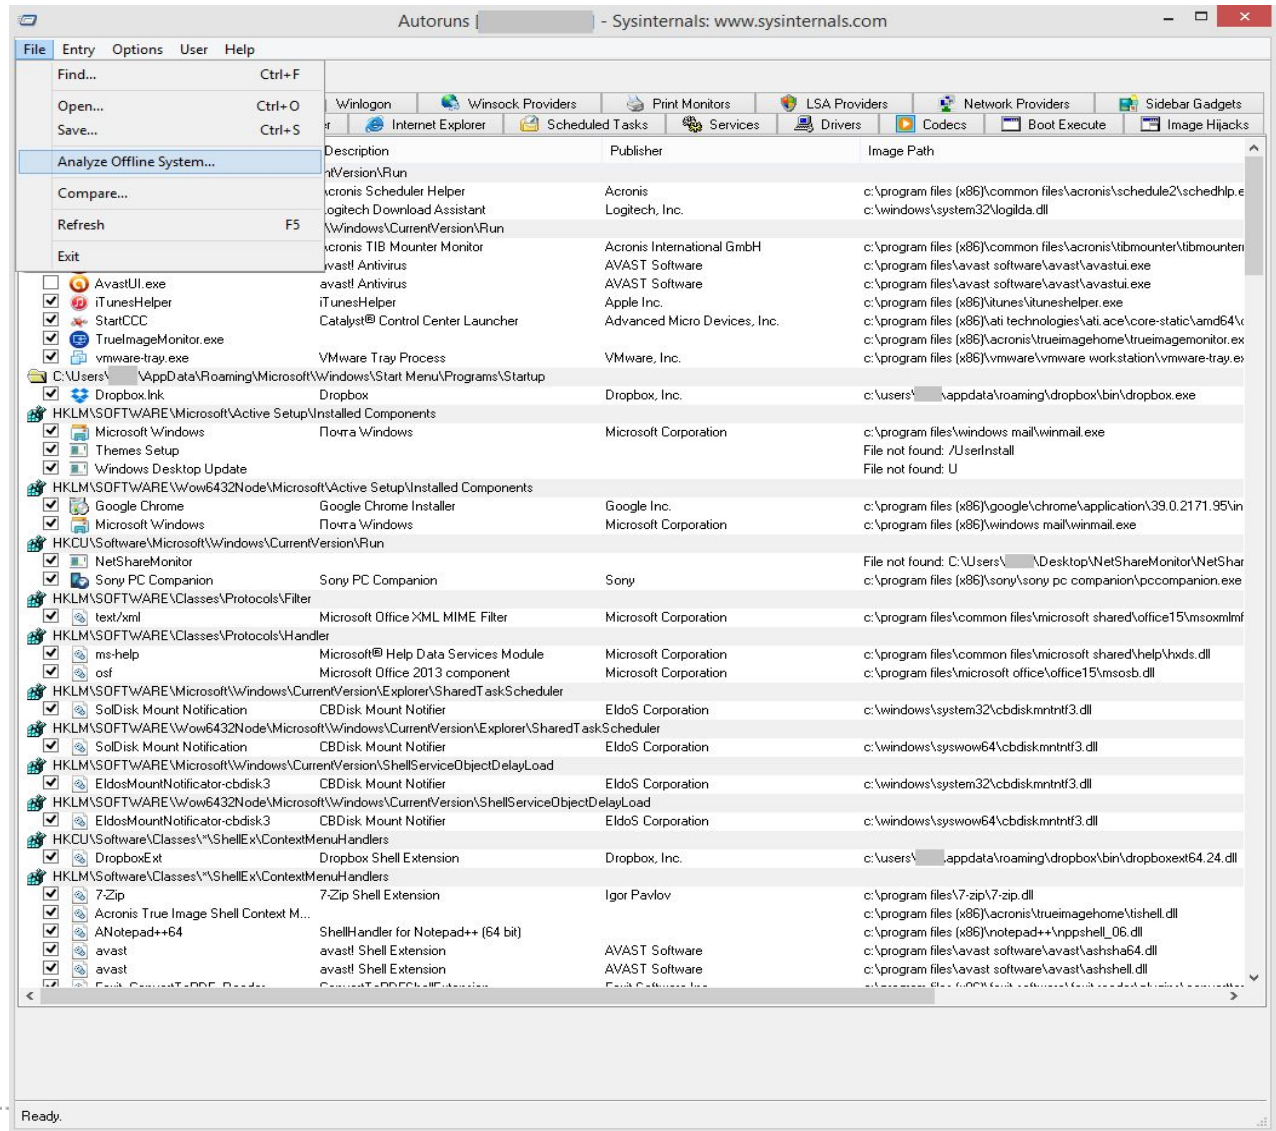 Autoruns [ ] - Sysinternals: www.sysinternals.com
File Entry Options User Help
Find... Ctrl+F
Open... Ctrl+O
Save... Ctrl+S
Analyze Offline System...
Compare...
Refresh F5
Exit
Winlogon Winsock Providers Print Monitors LSA Providers Network Providers Sidebar Gadgets
Internet Explorer Scheduled Tasks Services Drivers Codecs Boot Execute Image Hijacks
Description Publisher Image Path
ntVersion\Run
Acronis Scheduler Helper Acronis c:\program files (x86)\common files\acronis\schedule2\schedhlp.e
Logitech Download Assistant Logitech, Inc. c:\windows\system32\logilda.dll
\Windows\CurrentVersion\Run
Acronis TIB Mounter Monitor Acronis International GmbH c:\program files (x86)\common files\acronis\tibmounter\tibmounterr
avast! Antivirus AVAST Software c:\program files\avast software\avast\avastui.exe
AvastUI.exe avast! Antivirus AVAST Software c:\program files\avast software\avast\avastui.exe
iTunesHelper iTunesHelper Apple Inc. c:\program files (x86)\itunes\ituneshelper.exe
StartCCC Catalyst® Control Center Launcher Advanced Micro Devices, Inc. c:\program files (x86)\ati technologies\ati.ace\core-static\amd64\c
TrueImageMonitor.exe c:\program files (x86)\acronis\trueimagehome\trueimagemonitor.ex
vmware-tray.exe VMware Tray Process VMware, Inc. c:\program files (x86)\vmware\vmware workstation\vmware-tray.ex
C:\Users\ \AppData\Roaming\Microsoft\Windows\Start Menu\Programs\Startup
Dropbox.lnk Dropbox Dropbox, Inc. c:\users\ \appdata\roaming\dropbox\bin\dropbox.exe
HKLM\SOFTWARE\Microsoft\Active Setup\Installed Components
Microsoft Windows Почта Windows Microsoft Corporation c:\program files\windows mail\winmail.exe
Themes Setup File not found: /UserInstall
Windows Desktop Update File not found: U
HKLM\SOFTWARE\Wow6432Node\Microsoft\Active Setup\Installed Components
Google Chrome Google Chrome Installer Google Inc. c:\program files (x86)\google\chrome\application\39.0.2171.95\in
Microsoft Windows Почта Windows Microsoft Corporation c:\program files (x86)\windows mail\winmail.exe
HKCU\Software\Microsoft\Windows\CurrentVersion\Run
NetShareMonitor File not found: C:\Users\ \Desktop\NetShareMonitor\NetShar
Sony PC Companion Sony PC Companion Sony c:\program files (x86)\sony\sony pc companion\pccompanion.exe
HKLM\SOFTWARE\Classes\Protocols\Filter
text/xml Microsoft Office XML MIME Filter Microsoft Corporation c:\program files\common files\microsoft shared\office15\msoxmlmf
HKLM\SOFTWARE\Classes\Protocols\Handler
ms-help Microsoft® Help Data Services Module Microsoft Corporation c:\program files\common files\microsoft shared\help\hxds.dll
osf Microsoft Office 2013 component Microsoft Corporation c:\program files\microsoft office\office15\msosb.dll
HKLM\SOFTWARE\Microsoft\Windows\CurrentVersion\Explorer\SharedTaskScheduler
SolDisk Mount Notification CBDisk Mount Notifier EldoS Corporation c:\windows\system32\cbdiskmntntf3.dll
HKLM\SOFTWARE\Wow6432Node\Microsoft\Windows\CurrentVersion\Explorer\SharedTaskScheduler
SolDisk Mount Notification CBDisk Mount Notifier EldoS Corporation c:\windows\syswow64\cbdiskmntntf3.dll
HKLM\SOFTWARE\Microsoft\Windows\CurrentVersion\ShellServiceObjectDelayLoad
EldosMountNotificator-cbdisk3 CBDisk Mount Notifier EldoS Corporation c:\windows\system32\cbdiskmntntf3.dll
HKLM\SOFTWARE\Wow6432Node\Microsoft\Windows\CurrentVersion\ShellServiceObjectDelayLoad
EldosMountNotificator-cbdisk3 CBDisk Mount Notifier EldoS Corporation c:\windows\syswow64\cbdiskmntntf3.dll
HKCU\Software\Classes\*\ShellEx\ContextMenuHandlers
DropboxExt Dropbox Shell Extension Dropbox, Inc. c:\users\ appdata\roaming\dropbox\bin\dropboxext64.24.dll
HKLM\Software\Classes\*\ShellEx\ContextMenuHandlers
7-Zip 7-Zip Shell Extension Igor Pavlov c:\program files\7-zip\7-zip.dll
Acronis True Image Shell Context M... c:\program files (x86)\acronis\trueimagehome\tishell.dll
ANotepad++64 ShellHandler for Notepad++ (64 bit) c:\program files (x86)\notepad++\nppshell_06.dll
avast avast! Shell Extension AVAST Software c:\program files\avast software\avast\ashsha64.dll
avast avast! Shell Extension AVAST Software c:\program files\avast software\avast\ashshell.dll
Ready.